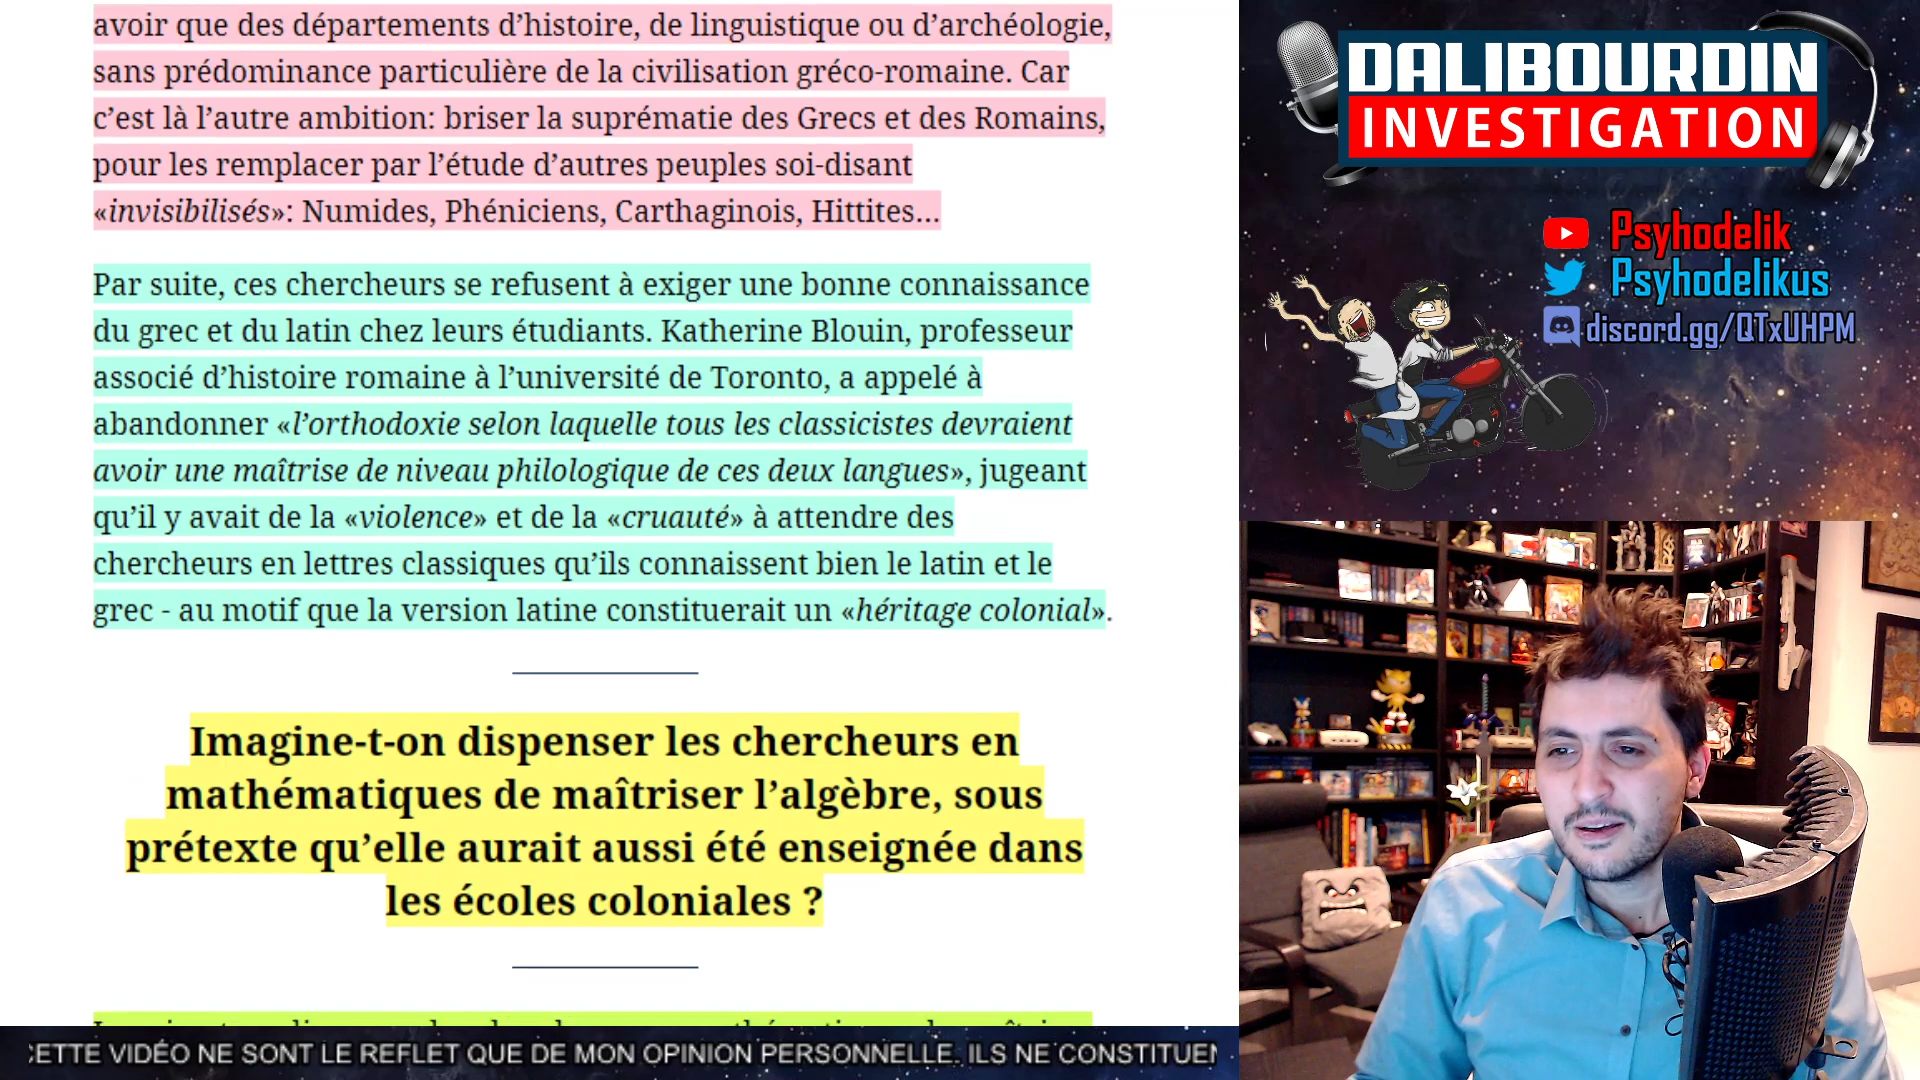 avoir que des départements d’histoire, de linguistique ou d’archéologie,
sans prédominance particulière de la civilisation gréco-romaine. Car
c’est là l’autre ambition: briser la suprématie des Grecs et des Romains,
pour les remplacer par l’étude d’autres peuples soi-disant
«invisibilisés»: Numides, Phéniciens, Carthaginois, Hittites…
Par suite, ces chercheurs se refusent à exiger une bonne connaissance
du grec et du latin chez leurs étudiants. Katherine Blouin, professeur
associé d’histoire romaine à l’université de Toronto, a appelé à
abandonner «l’orthodoxie selon laquelle tous les classicistes devraient
avoir une maîtrise de niveau philologique de ces deux langues», jugeant
qu’il y avait de la «violence» et de la «cruauté» à attendre des
chercheurs en lettres classiques qu’ils connaissent bien le latin et le
grec - au motif que la version latine constituerait un «héritage colonial».
Imagine-t-on dispenser les chercheurs en
mathématiques de maîtriser l’algèbre, sous
prétexte qu’elle aurait aussi été enseignée dans
les écoles coloniales ?
CETTE VIDÉO NE SONT LE REFLET QUE DE MON OPINION PERSONNELLE. ILS NE CONSTITUEN
DALIBOURDIN
INVESTIGATION
Psyhodelik
Psyhodelikus
discord.gg/QTxUHPM